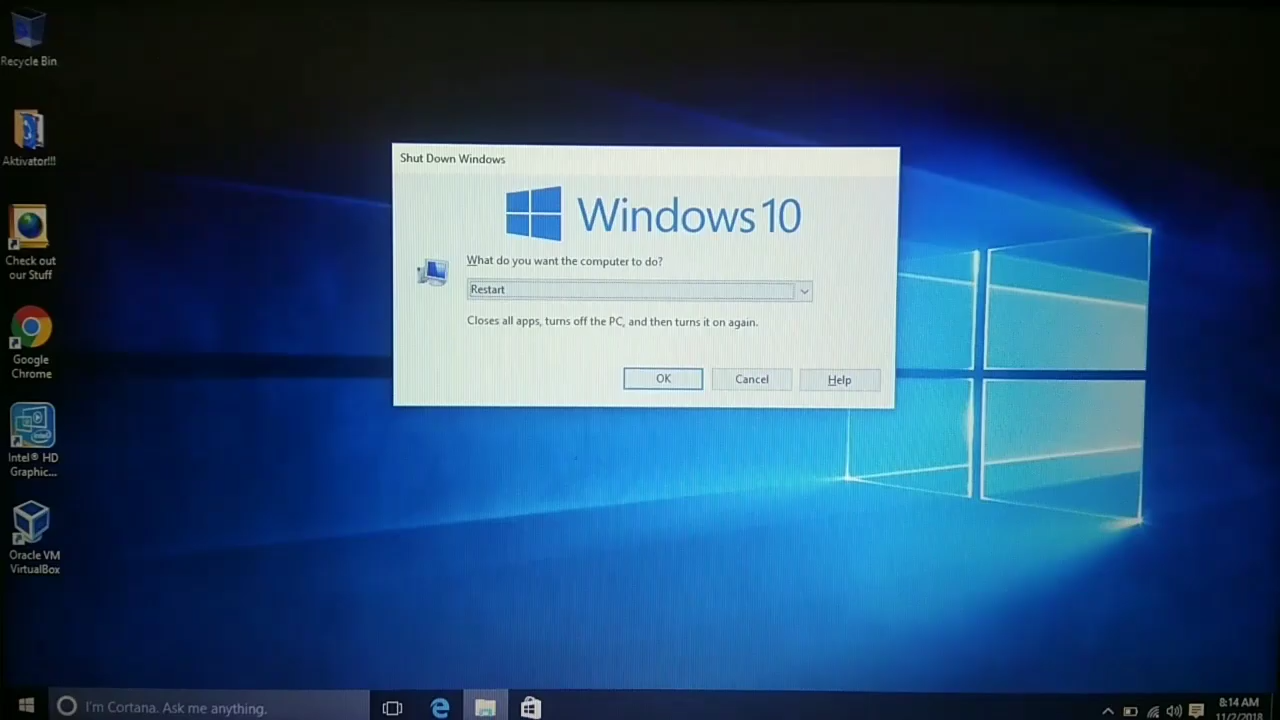 Recycle Bin
Aktivator!!!
Check out
our Stuff
Google
Chrome
Intel® HD
Graphic...
Oracle VM
VirtualBox
Shut Down Windows
Windows 10
What do you want the computer to do?
Restart
Closes all apps, turns off the PC, and then turns it on again.
OK
Cancel
Help
I'm Cortana. Ask me anything.
8:14 AM
11/2/2018